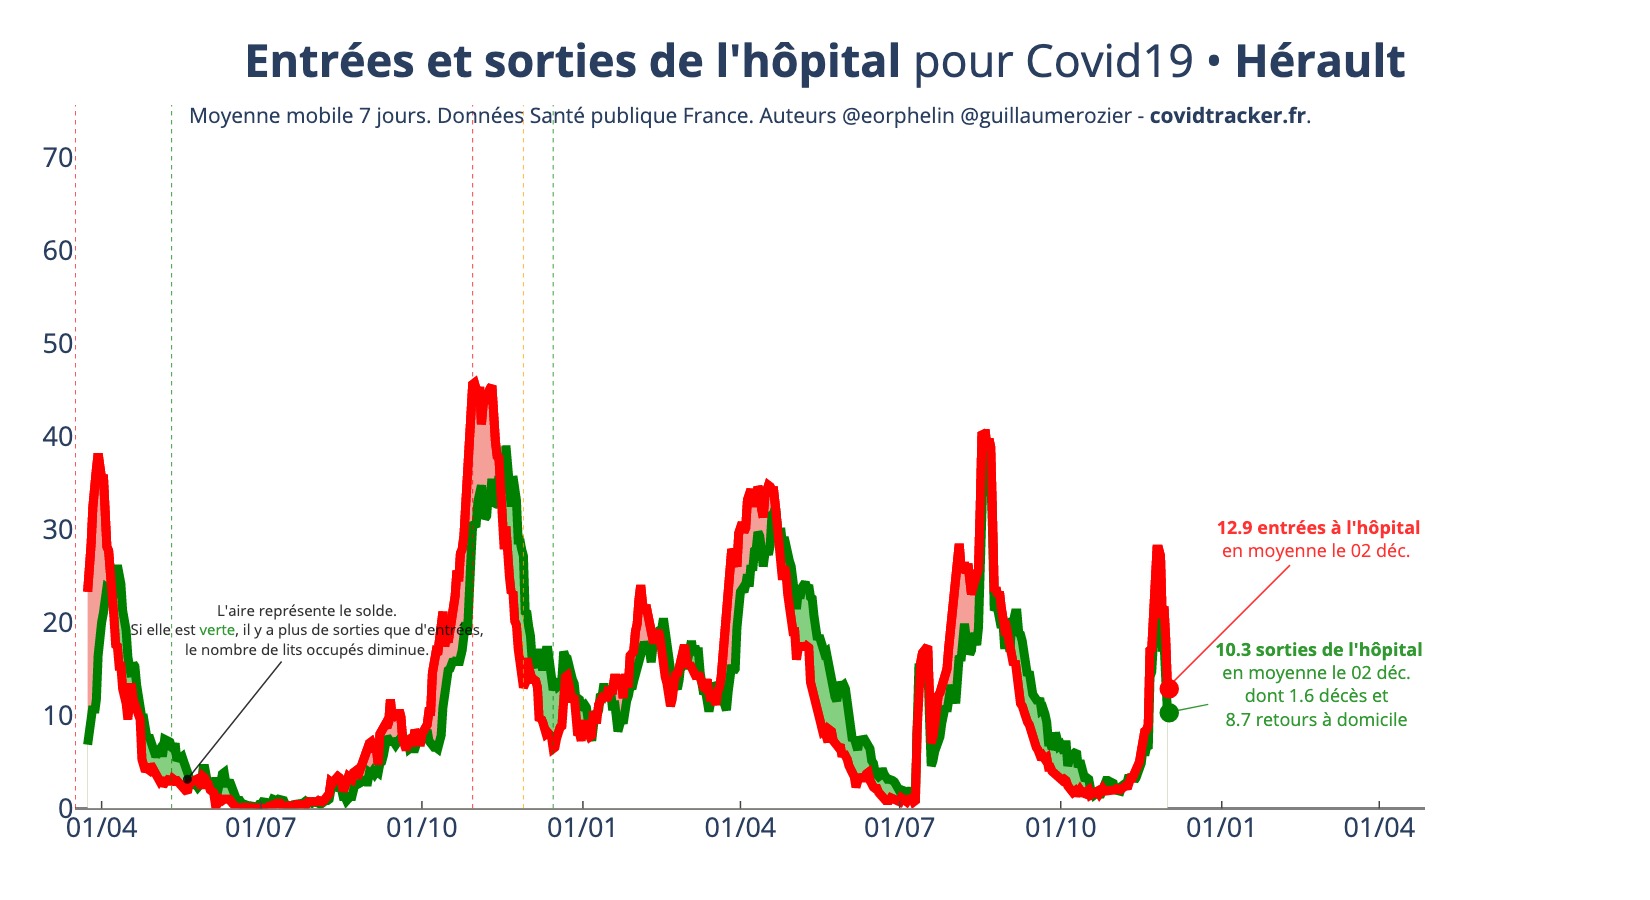 Entrées et sorties de l'hôpital pour Covid19 • Hérault
Moyenne mobile 7 jours. Données Santé publique France. Auteurs @eorphelin @guillaumerozier - covidtracker.fr.
70
60
50
40
30
20
10
0
12.9 entrées à l'hôpital
en moyenne le 02 déc.
L'aire représente le solde.
Si elle est verte, il y a plus de sorties que d'entrées,
le nombre de lits occupés diminue.
10.3 sorties de l'hôpital
en moyenne le 02 déc.
dont 1.6 décès et
8.7 retours à domicile
01/04 01/07 01/10 01/01 01/04 01/07 01/10 01/01 01/04